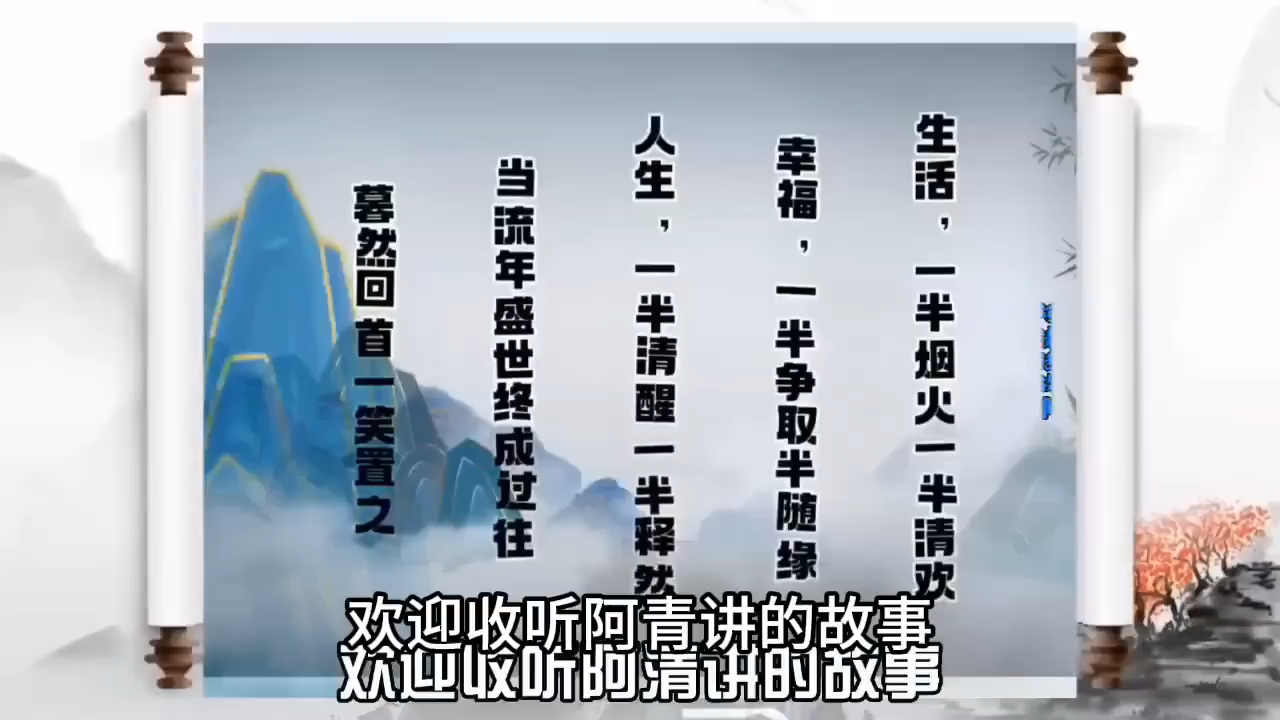 生活，一半烟火一半清欢
幸福，一半争取半随缘
人生，一半清醒一半释然
当流年盛世终成过往
暮然回首一笑置之
欢迎收听阿青讲的故事
欢迎收听阿清讲的故事